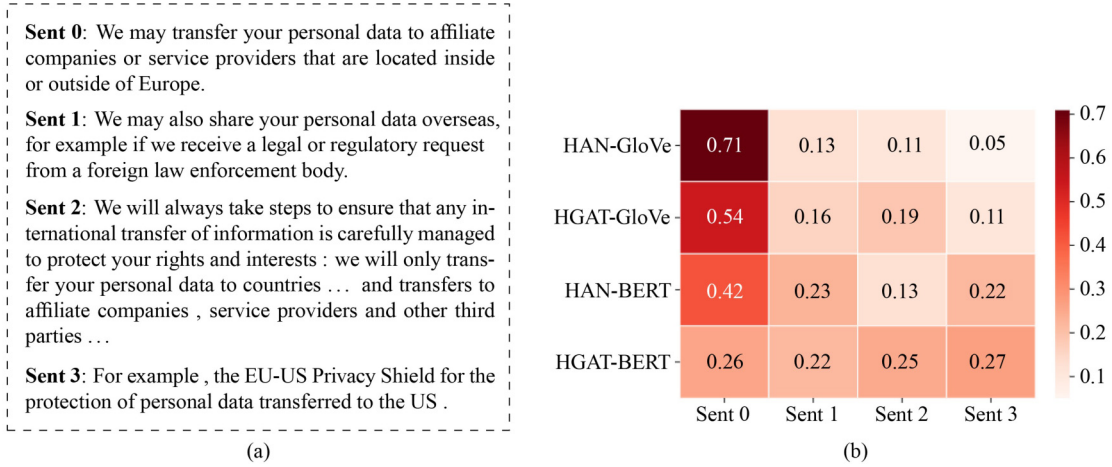 Sent 0: We may transfer your personal data to affiliate
companies or service providers that are located inside
or outside of Europe.
Sent 1: We may also share your personal data overseas,
for example if we receive a legal or regulatory request
from a foreign law enforcement body.
Sent 2: We will always take steps to ensure that any in-
ternational transfer of information is carefully managed
to protect your rights and interests : we will only trans-
fer your personal data to countries ... and transfers to
affiliate companies , service providers and other third
parties ...
Sent 3: For example , the EU-US Privacy Shield for the
protection of personal data transferred to the US .
(a)
HAN-GloVe 0.71 0.13 0.11 0.05
HGAT-GloVe 0.54 0.16 0.19 0.11
HAN-BERT 0.42 0.23 0.13 0.22
HGAT-BERT 0.26 0.22 0.25 0.27
Sent 0 Sent 1 Sent 2 Sent 3
0.7
0.6
0.5
0.4
0.3
0.2
0.1
(b)